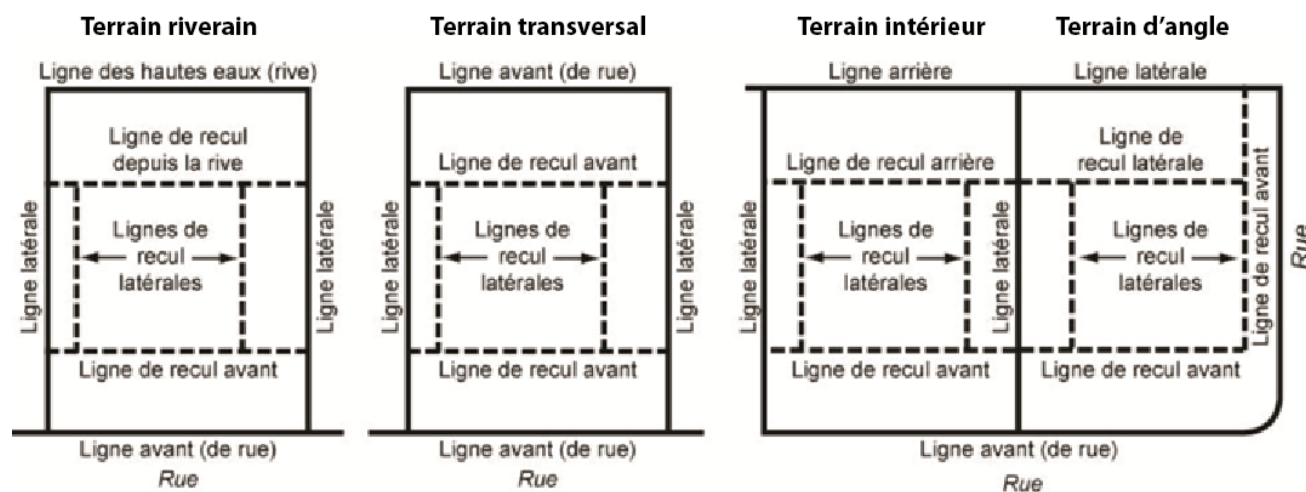 Terrain riverain
Ligne des hautes eaux (rive)
Ligne de recul
depuis la rive
Ligne latérale
Lignes de
recul
latérales
Ligne latérale
Ligne de recul avant
Ligne avant (de rue)
Rue
Terrain transversal
Ligne avant (de rue)
Ligne de recul avant
Ligne latérale
Lignes de
recul
latérales
Ligne latérale
Ligne de recul avant
Ligne avant (de rue)
Rue
Terrain intérieur
Ligne arrière
Ligne de recul arrière
Ligne latérale
Lignes de
recul
latérales
Ligne latérale
Ligne de recul avant
Terrain d’angle
Ligne latérale
Ligne de
recul latérale
Lignes de
recul
latérales
Ligne de recul avant
Rue
Ligne de recul avant
Ligne avant (de rue)
Rue